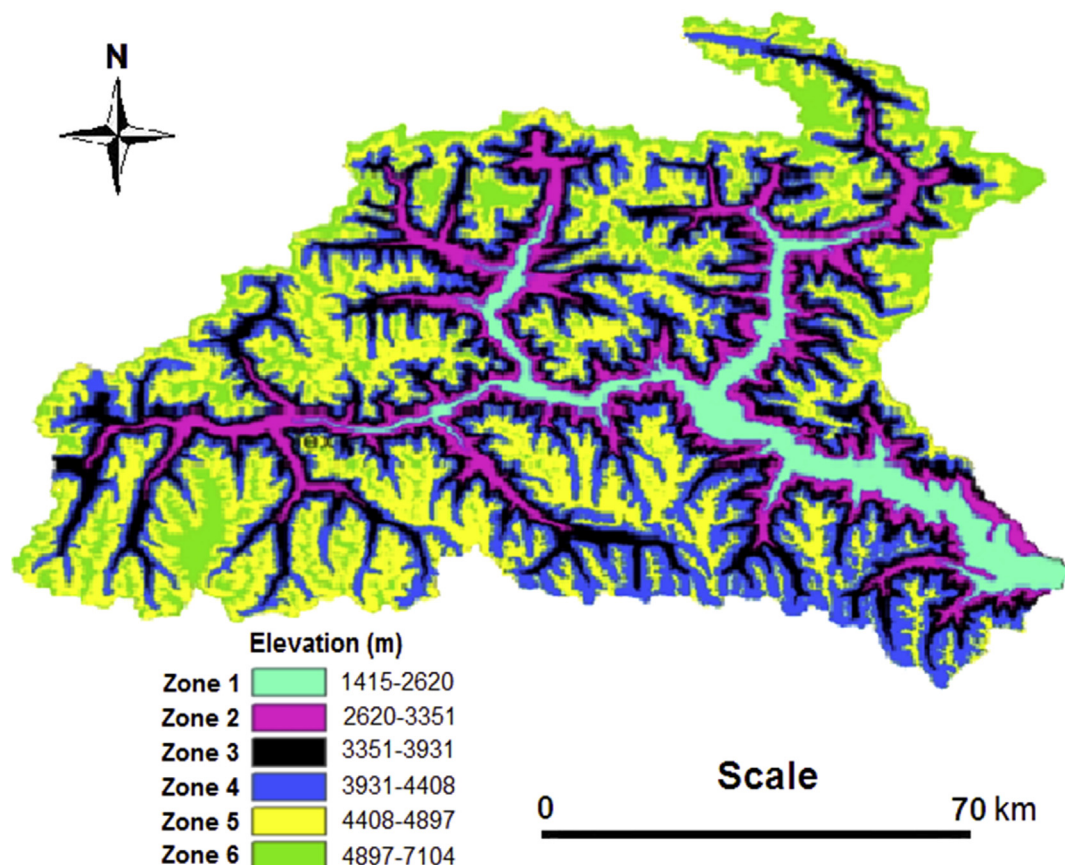 N
Elevation (m)
Zone 1 1415-2620
Zone 2 2620-3351
Zone 3 3351-3931
Zone 4 3931-4408
Zone 5 4408-4897
Zone 6 4897-7104
Scale
0 70 km